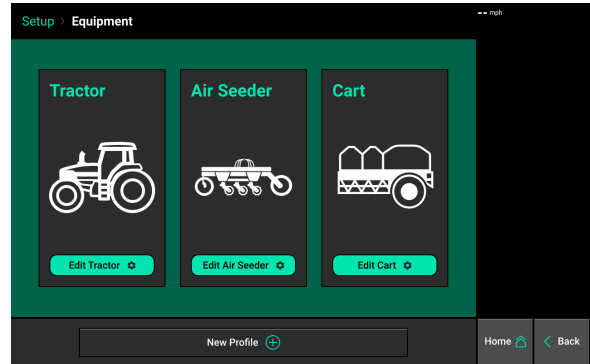 Setup > Equipment
-- mph
Tractor
Air Seeder
Cart
Edit Tractor
Edit Air Seeder
Edit Cart
New Profile
Home
Back